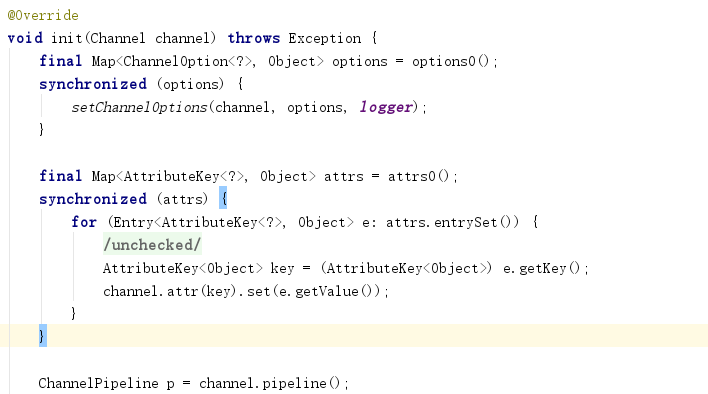 @Override
void init(Channel channel) throws Exception {
    final Map<ChannelOption<?>, Object> options = options0();
    synchronized (options) {
        setChannelOptions(channel, options, logger);
    }

    final Map<AttributeKey<?>, Object> attrs = attrs0();
    synchronized (attrs) {
        for (Entry<AttributeKey<?>, Object> e: attrs.entrySet()) {
            /unchecked/
            AttributeKey<Object> key = (AttributeKey<Object>) e.getKey();
            channel.attr(key).set(e.getValue());
        }
    }

    ChannelPipeline p = channel.pipeline();